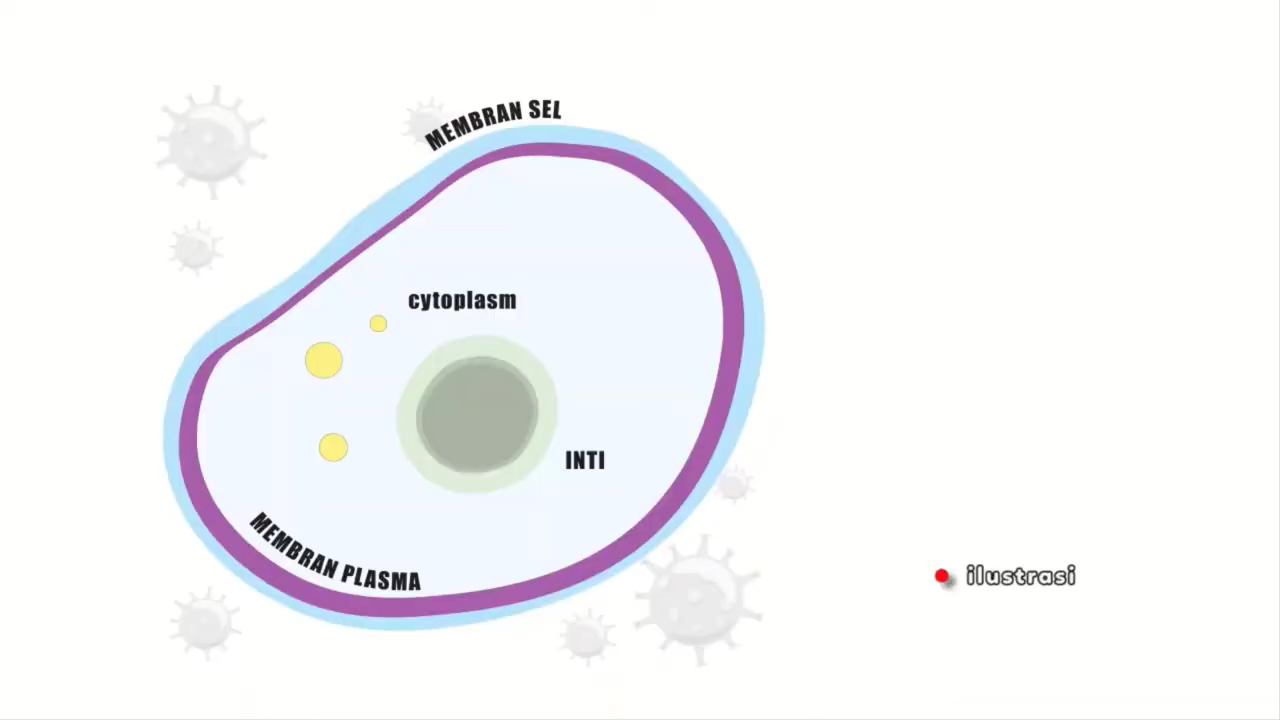 MEMBRAN SEL
cytoplasm
INTI
MEMBRAN PLASMA
ilustrasi